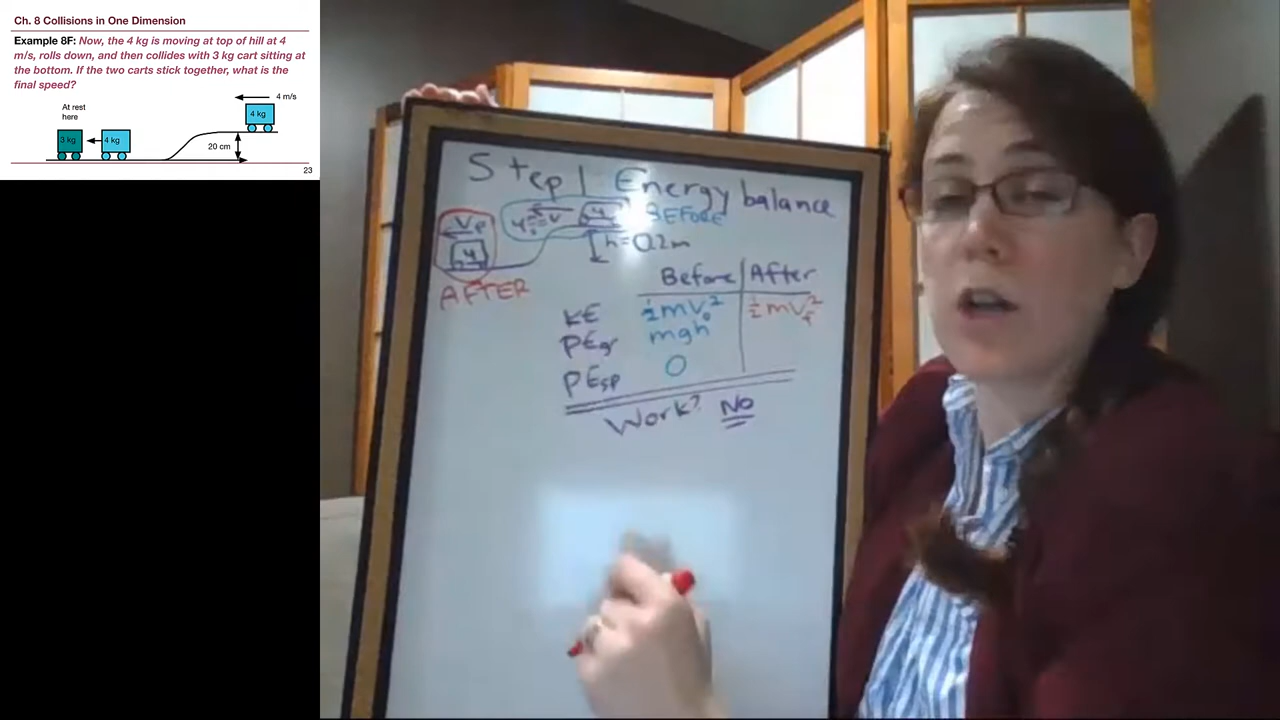 Ch. 8 Collisions in One Dimension
Example 8F: Now, the 4 kg is moving at top of hill at 4
m/s, rolls down, and then collides with 3 kg cart sitting at
the bottom. If the two carts stick together, what is the
final speed?
4 m/s
At rest
here
4 kg
3 kg
4 kg
20 cm
23
Step 1 Energy balance
4 m/s = V
4
BEFORE
4
h=0.2m
AFTER
Before After
KE ½mv₀² ½mv_f²
PEgr mgh
PEsp 0
Work? NO